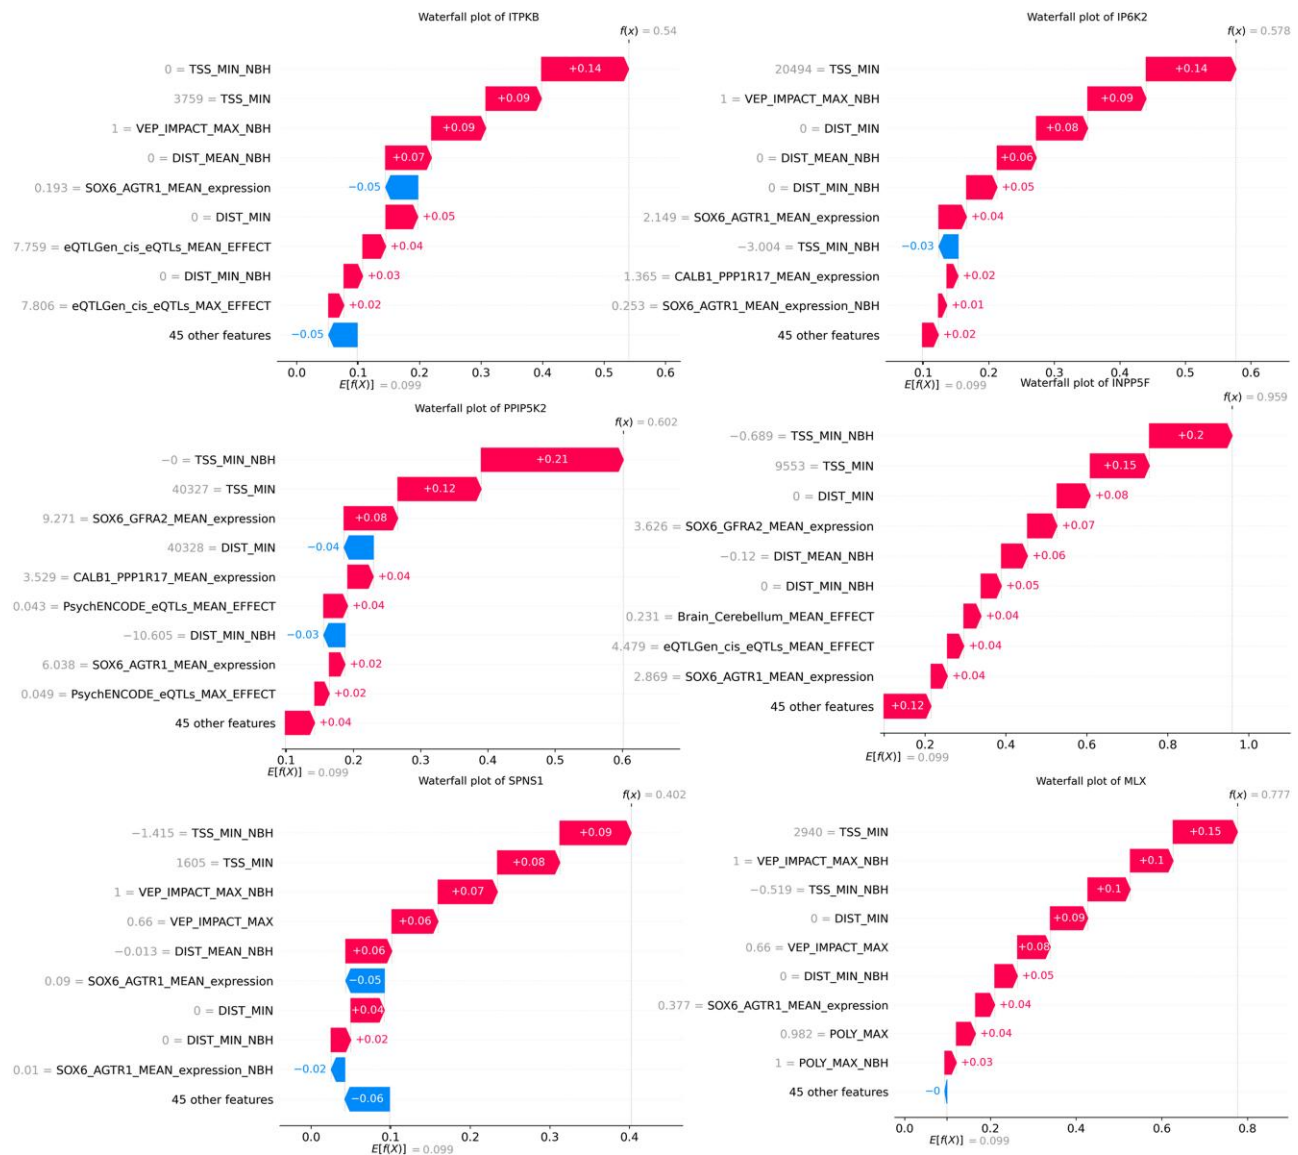 Waterfall plot of ITPKB
f(x) = 0.54
0 = TSS_MIN_NBH
+0.14
3759 = TSS_MIN
+0.09
1 = VEP_IMPACT_MAX_NBH
+0.09
0 = DIST_MEAN_NBH
+0.07
0.193 = SOX6_AGTR1_MEAN_expression
−0.05
0 = DIST_MIN
+0.05
7.759 = eQTLGen_cis_eQTLs_MEAN_EFFECT
+0.04
0 = DIST_MIN_NBH
+0.03
7.806 = eQTLGen_cis_eQTLs_MAX_EFFECT
+0.02
45 other features
−0.05
0.0 0.1 0.2 0.3 0.4 0.5 0.6
E[f(X)] = 0.099
Waterfall plot of IP6K2
f(x) = 0.578
20494 = TSS_MIN
+0.14
1 = VEP_IMPACT_MAX_NBH
+0.09
0 = DIST_MIN
+0.08
0 = DIST_MEAN_NBH
+0.06
0 = DIST_MIN_NBH
+0.05
2.149 = SOX6_AGTR1_MEAN_expression
+0.04
−3.004 = TSS_MIN_NBH
−0.03
1.365 = CALB1_PPP1R17_MEAN_expression
+0.02
0.253 = SOX6_AGTR1_MEAN_expression_NBH
+0.01
45 other features
+0.02
0.1 0.2 0.3 0.4 0.5 0.6
E[f(X)] = 0.099
Waterfall plot of PPIP5K2
f(x) = 0.602
−0 = TSS_MIN_NBH
+0.21
40327 = TSS_MIN
+0.12
9.271 = SOX6_GFRA2_MEAN_expression
+0.08
40328 = DIST_MIN
−0.04
3.529 = CALB1_PPP1R17_MEAN_expression
+0.04
0.043 = PsychENCODE_eQTLs_MEAN_EFFECT
+0.04
−10.605 = DIST_MIN_NBH
−0.03
6.038 = SOX6_AGTR1_MEAN_expression
+0.02
0.049 = PsychENCODE_eQTLs_MAX_EFFECT
+0.02
45 other features
+0.04
0.1 0.2 0.3 0.4 0.5 0.6
E[f(X)] = 0.099
Waterfall plot of INPP5F
f(x) = 0.959
−0.689 = TSS_MIN_NBH
+0.2
9553 = TSS_MIN
+0.15
0 = DIST_MIN
+0.08
3.626 = SOX6_GFRA2_MEAN_expression
+0.07
−0.12 = DIST_MEAN_NBH
+0.06
0 = DIST_MIN_NBH
+0.05
0.231 = Brain_Cerebellum_MEAN_EFFECT
+0.04
4.479 = eQTLGen_cis_eQTLs_MEAN_EFFECT
+0.04
2.869 = SOX6_AGTR1_MEAN_expression
+0.04
45 other features
+0.12
0.2 0.4 0.6 0.8 1.0
E[f(X)] = 0.099
Waterfall plot of SPNS1
f(x) = 0.402
−1.415 = TSS_MIN_NBH
+0.09
1605 = TSS_MIN
+0.08
1 = VEP_IMPACT_MAX_NBH
+0.07
0.66 = VEP_IMPACT_MAX
+0.06
−0.013 = DIST_MEAN_NBH
+0.06
0.09 = SOX6_AGTR1_MEAN_expression
−0.05
0 = DIST_MIN
+0.04
0 = DIST_MIN_NBH
+0.02
0.01 = SOX6_AGTR1_MEAN_expression_NBH
−0.02
45 other features
−0.06
0.0 0.1 0.2 0.3 0.4
E[f(X)] = 0.099
Waterfall plot of MLX
f(x) = 0.777
2940 = TSS_MIN
+0.15
1 = VEP_IMPACT_MAX_NBH
+0.1
−0.519 = TSS_MIN_NBH
+0.1
0 = DIST_MIN
+0.09
0.66 = VEP_IMPACT_MAX
+0.08
0 = DIST_MIN_NBH
+0.05
0.377 = SOX6_AGTR1_MEAN_expression
+0.04
0.982 = POLY_MAX
+0.04
1 = POLY_MAX_NBH
+0.03
45 other features
−0
0.0 0.2 0.4 0.6 0.8
E[f(X)] = 0.099